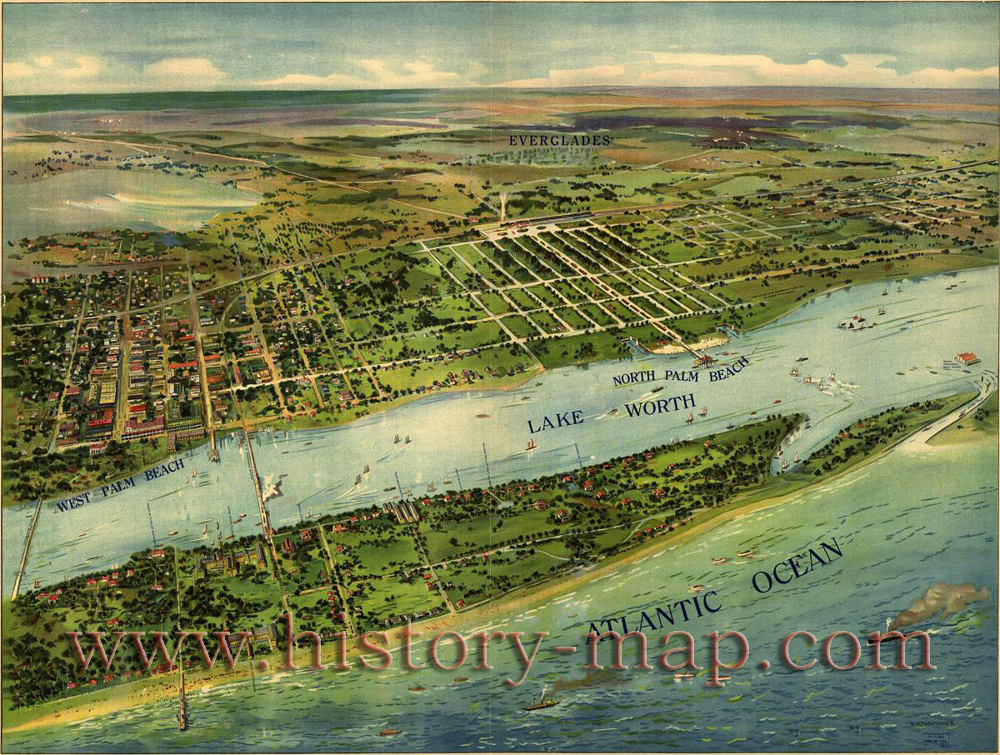 EVERGLADES
NORTH PALM BEACH
LAKE WORTH
WEST PALM BEACH
ATLANTIC OCEAN
www.history-map.com